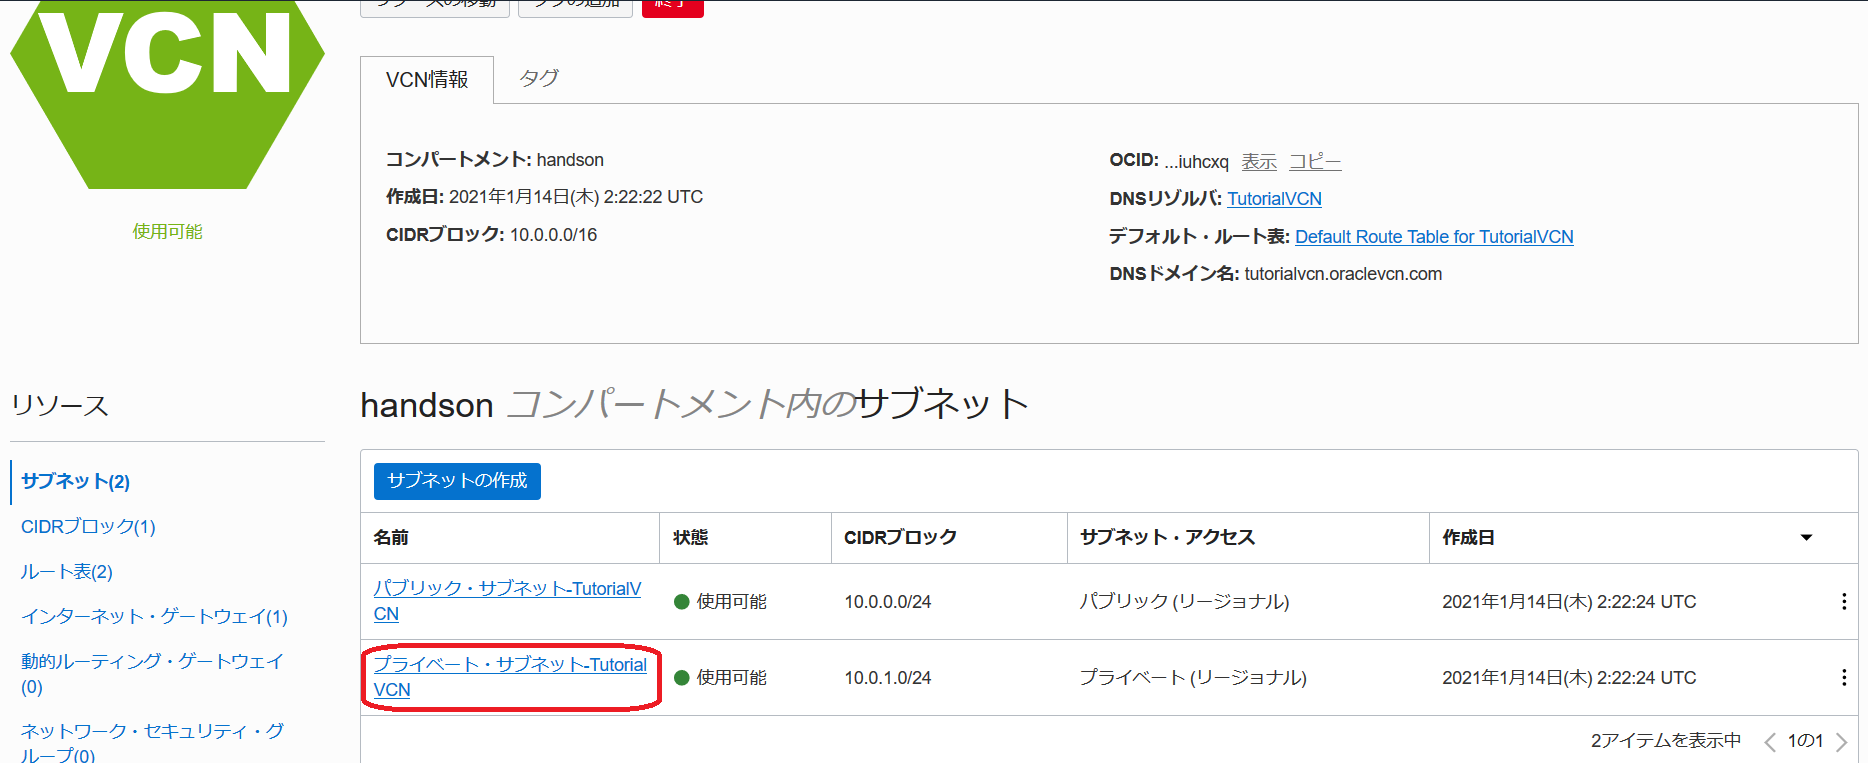 リソースの移動 タグの追加 終了
VCN
使用可能
VCN情報 タグ
コンパートメント: handson
作成日: 2021年1月14日(木) 2:22:22 UTC
CIDRブロック: 10.0.0.0/16
OCID: ...iuhcxq 表示 コピー
DNSリゾルバ: TutorialVCN
デフォルト・ルート表: Default Route Table for TutorialVCN
DNSドメイン名: tutorialvcn.oraclevcn.com
リソース
サブネット(2)
CIDRブロック(1)
ルート表(2)
インターネット・ゲートウェイ(1)
動的ルーティング・ゲートウェイ
(0)
ネットワーク・セキュリティ・グ
ループ(0)
handson コンパートメント内のサブネット
サブネットの作成
名前 状態 CIDRブロック サブネット・アクセス 作成日
パブリック・サブネット-TutorialV
CN
使用可能 10.0.0.0/24 パブリック (リージョナル) 2021年1月14日(木) 2:22:24 UTC
プライベート・サブネット-Tutorial
VCN
使用可能 10.0.1.0/24 プライベート (リージョナル) 2021年1月14日(木) 2:22:24 UTC
2アイテムを表示中 1の1